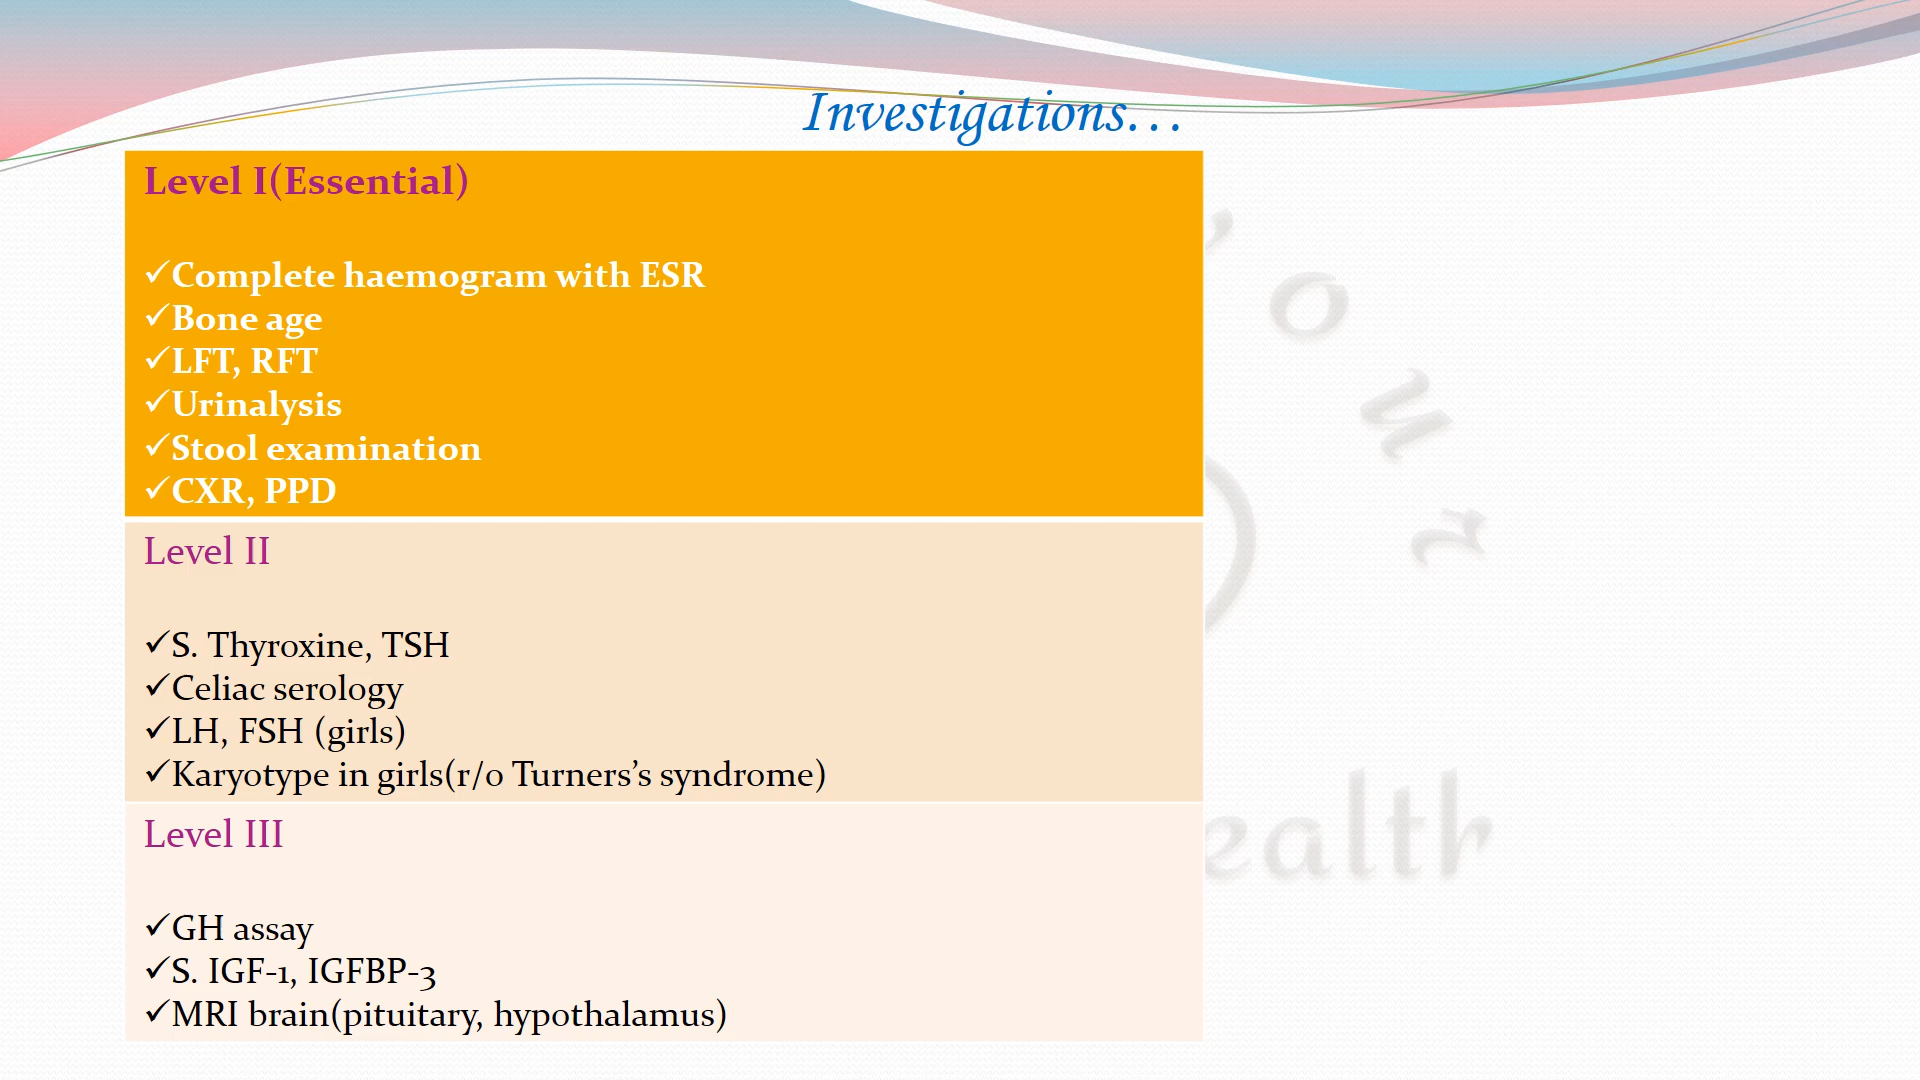 Investigations…
Level I(Essential)
✓Complete haemogram with ESR
✓Bone age
✓LFT, RFT
✓Urinalysis
✓Stool examination
✓CXR, PPD
Level II
✓S. Thyroxine, TSH
✓Celiac serology
✓LH, FSH (girls)
✓Karyotype in girls(r/o Turners’s syndrome)
Level III
✓GH assay
✓S. IGF-1, IGFBP-3
✓MRI brain(pituitary, hypothalamus)